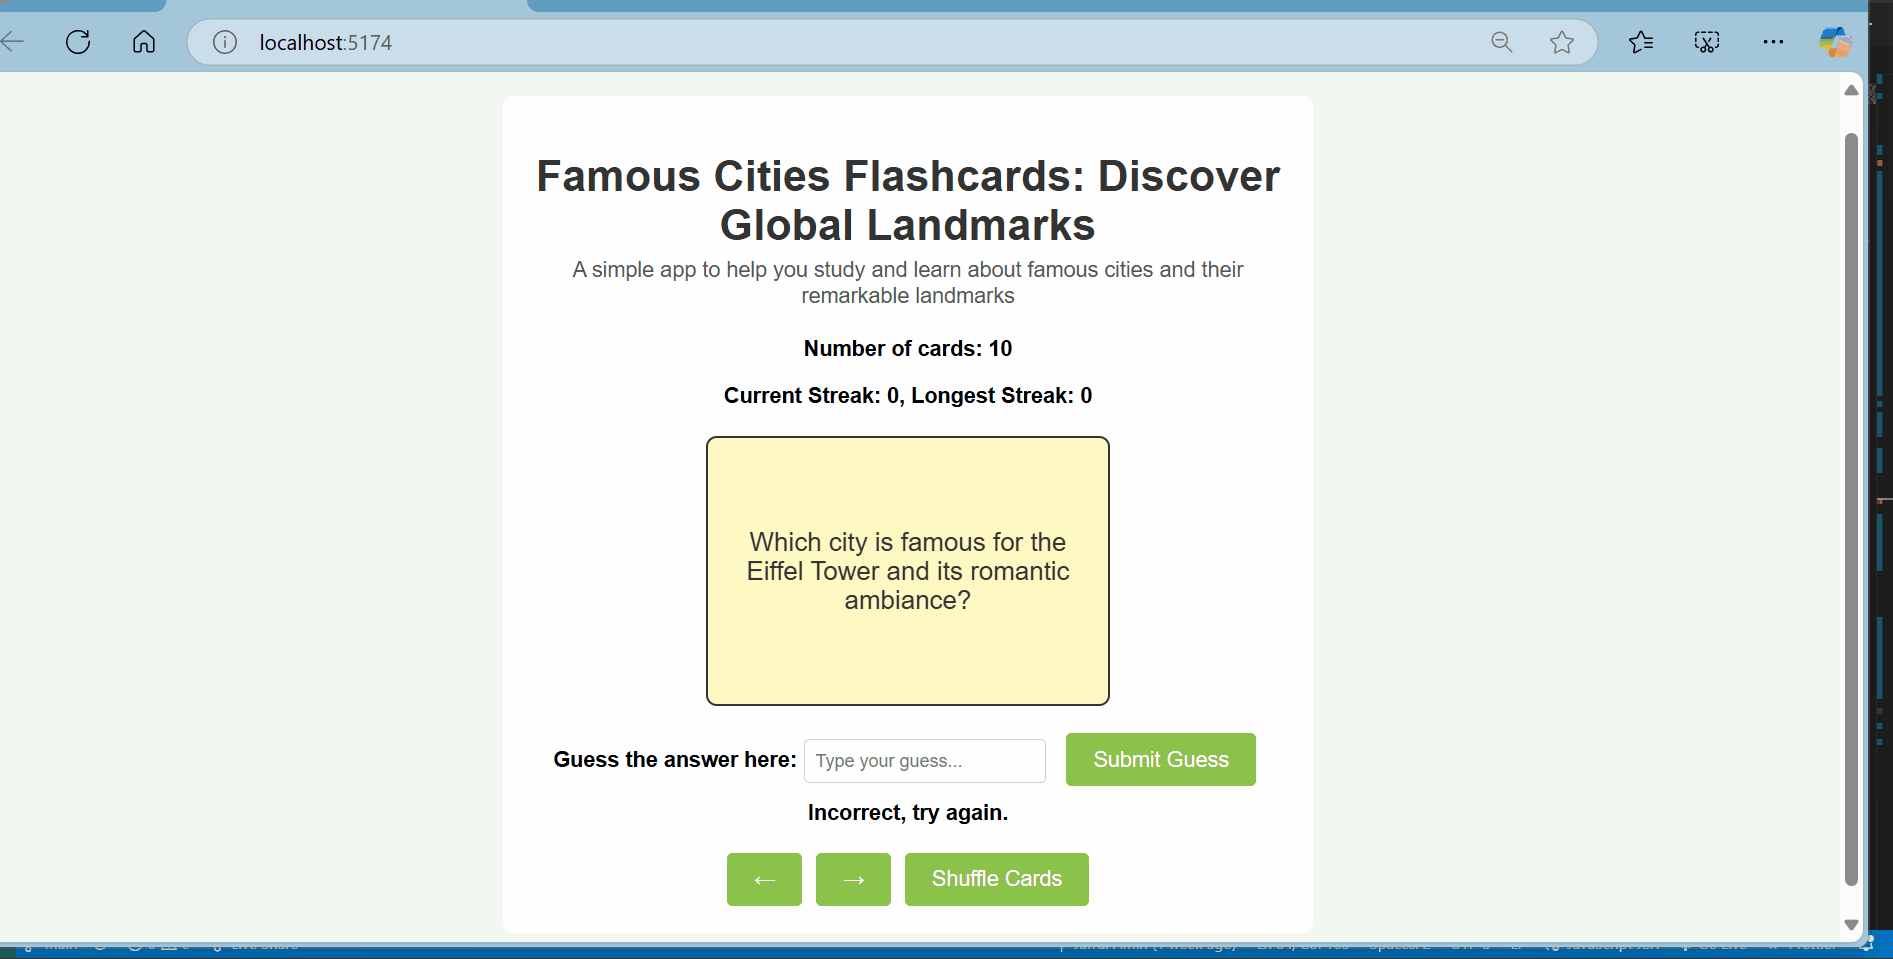 localhost:5174
Famous Cities Flashcards: Discover
Global Landmarks
A simple app to help you study and learn about famous cities and their
remarkable landmarks
Number of cards: 10
Current Streak: 0, Longest Streak: 0
Which city is famous for the
Eiffel Tower and its romantic
ambiance?
Guess the answer here: Type your guess... Submit Guess
Incorrect, try again.
← → Shuffle Cards